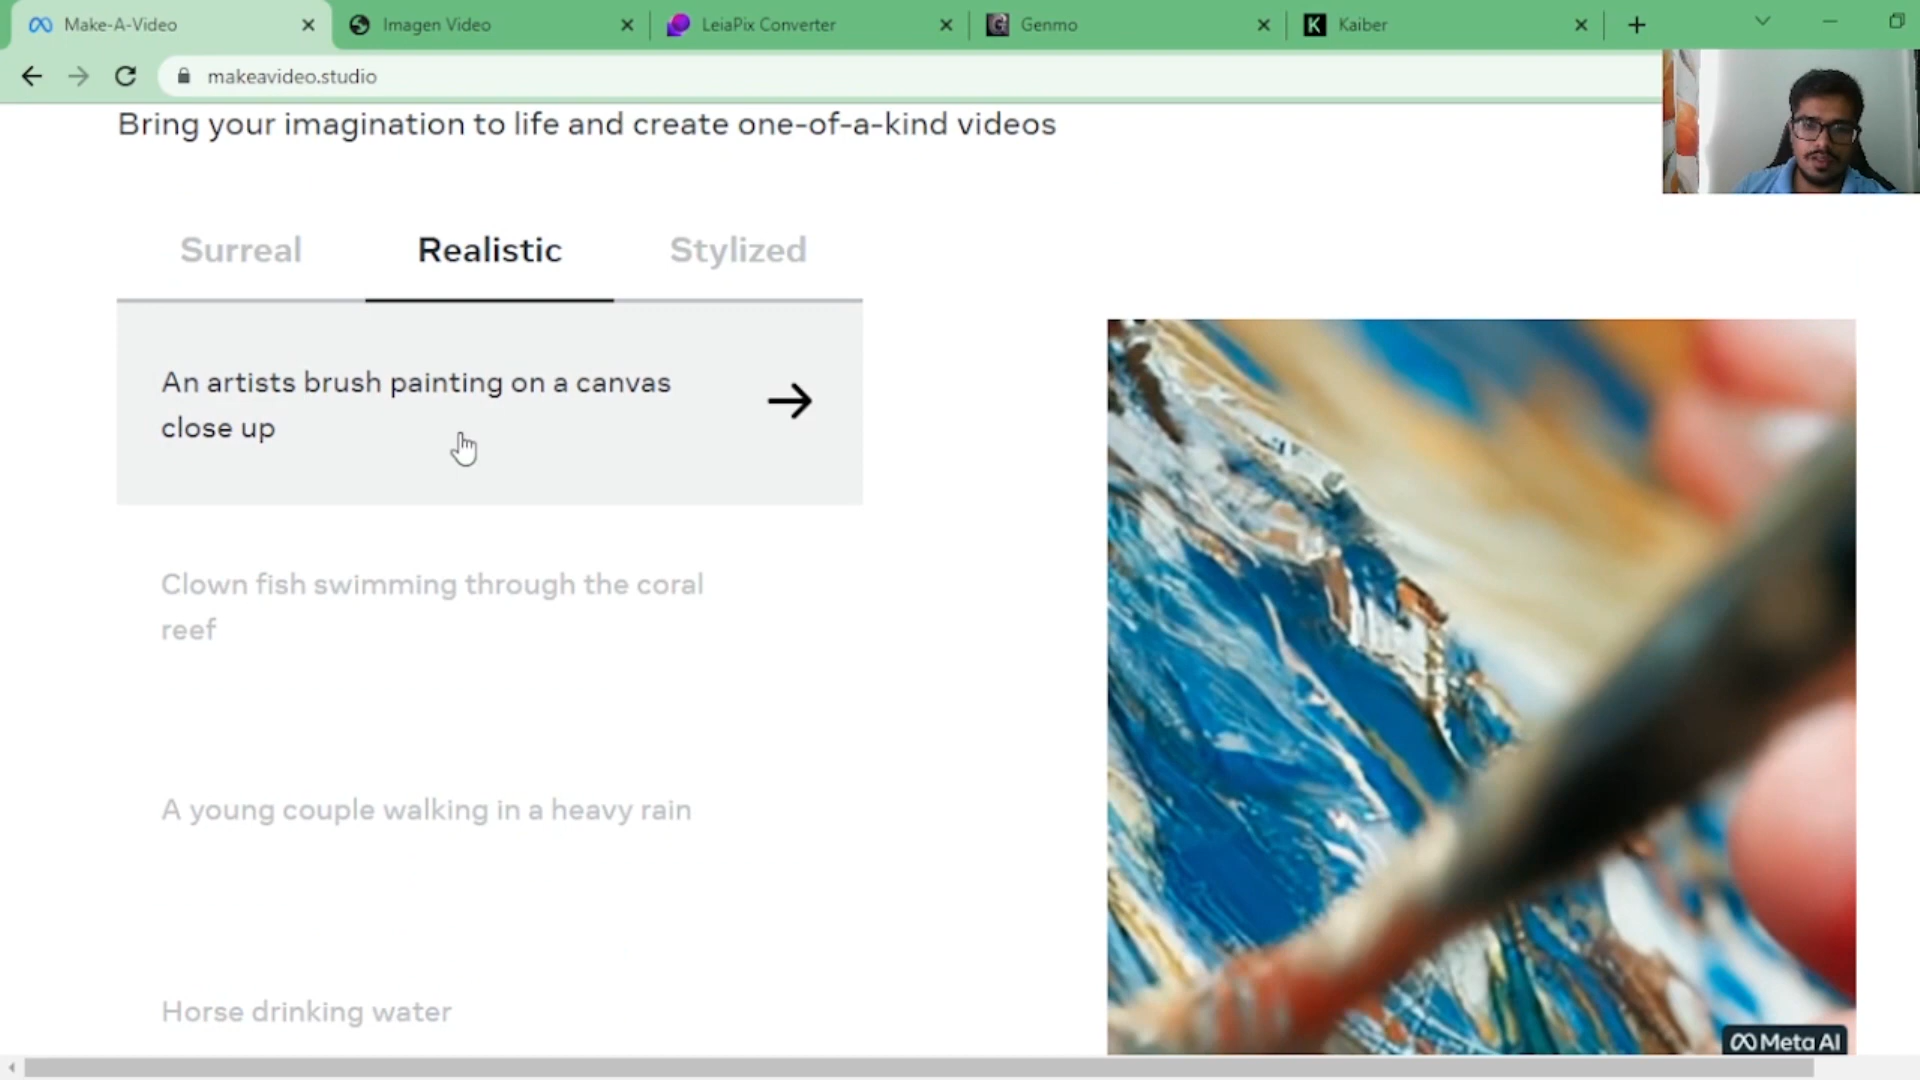 Make-A-Video
Imagen Video
LeiaPix Converter
Genmo
Kaiber
makeavideo.studio
Bring your imagination to life and create one-of-a-kind videos
Surreal
Realistic
Stylized
An artists brush painting on a canvas
close up
Clown fish swimming through the coral
reef
A young couple walking in a heavy rain
Horse drinking water
Meta AI